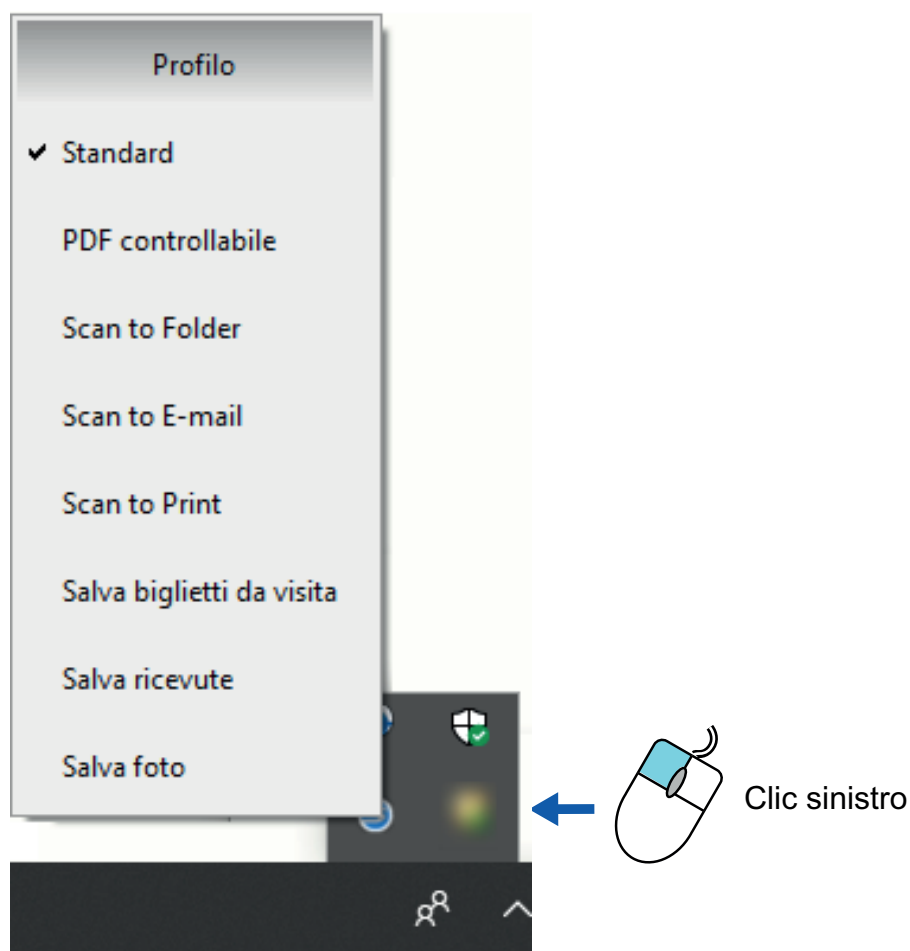 Profilo
Standard
PDF controllabile
Scan to Folder
Scan to E-mail
Scan to Print
Salva biglietti da visita
Salva ricevute
Salva foto
Clic sinistro